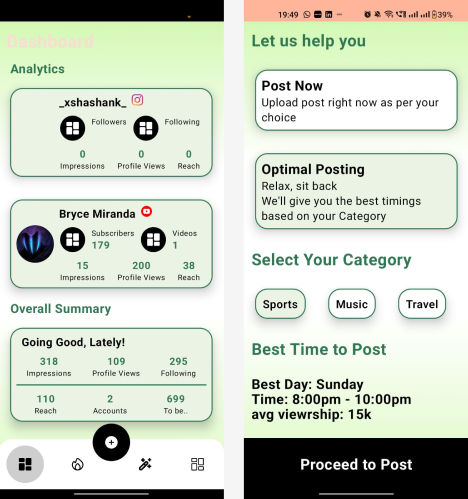 Dashboard
Analytics
_xshashank_
Followers
Following
0
0
0
Impressions
Profile Views
Reach
Bryce Miranda
Subscribers
179
Videos
1
15
200
38
Impressions
Profile Views
Reach
Overall Summary
Going Good, Lately!
318
109
295
Impressions
Profile Views
Following
110
2
699
Reach
Accounts
To be..
19:49
39%
Let us help you
Post Now
Upload post right now as per your
choice
Optimal Posting
Relax, sit back
We'll give you the best timings
based on your Category
Select Your Category
Sports
Music
Travel
Best Time to Post
Best Day: Sunday
Time: 8:00pm - 10:00pm
avg viewrship: 15k
Proceed to Post